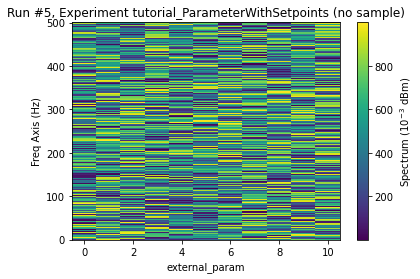 Run #5, Experiment tutorial_ParameterWithSetpoints (no sample)
500
400
300
200
100
0
Freq Axis (Hz)
0 2 4 6 8 10
external_param
800
600
400
200
Spectrum (10⁻³ dBm)